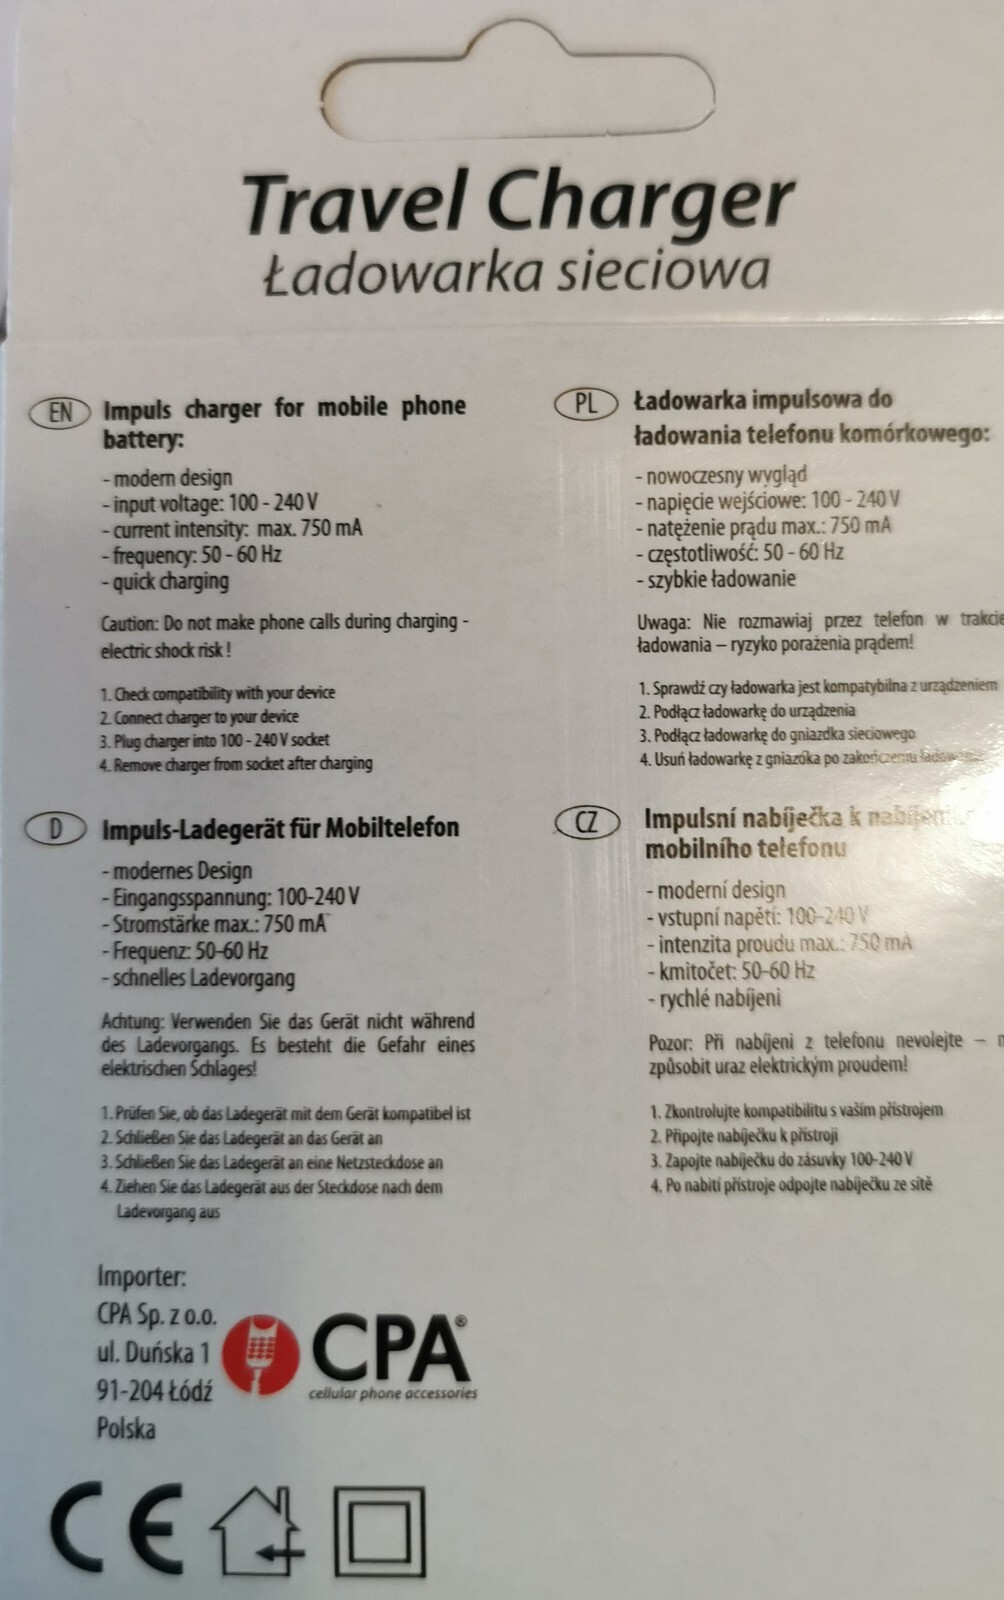 Travel Charger
Ładowarka sieciowa
EN
Impuls charger for mobile phone
battery:
- modern design
- input voltage: 100 - 240 V
- current intensity: max. 750 mA
- frequency: 50 - 60 Hz
- quick charging
Caution: Do not make phone calls during charging -
electric shock risk !
1. Check compatibility with your device
2. Connect charger to your device
3. Plug charger into 100 - 240 V socket
4. Remove charger from socket after charging
PL
Ładowarka impulsowa do
ładowania telefonu komórkowego:
- nowoczesny wygląd
- napięcie wejściowe: 100 - 240 V
- natężenie prądu max.: 750 mA
- częstotliwość: 50 - 60 Hz
- szybkie ładowanie
Uwaga: Nie rozmawiaj przez telefon w trakcie
ładowania – ryzyko porażenia prądem!
1. Sprawdź czy ładowarka jest kompatybilna z urządzeniem
2. Podłącz ładowarkę do urządzenia
3. Podłącz ładowarkę do gniazdka sieciowego
4. Usuń ładowarkę z gniazdka po zakończeniu
D
Impuls-Ladegerät für Mobiltelefon
- modernes Design
- Eingangsspannung: 100-240 V
- Stromstärke max.: 750 mA
- Frequenz: 50-60 Hz
- schnelles Ladevorgang
Achtung: Verwenden Sie das Gerät nicht während
des Ladevorgangs. Es besteht die Gefahr eines
elektrischen Schlages!
1. Prüfen Sie, ob das Ladegerät mit dem Gerät kompatibel ist
2. Schließen Sie das Ladegerät an das Gerät an
3. Schließen Sie das Ladegerät an eine Netzsteckdose an
4. Ziehen Sie das Ladegerät aus der Steckdose nach dem
Ladevorgang aus
CZ
Impulsní nabíječka k
mobilního telefonu
- moderní design
- vstupní napětí: 100-240 V
- intenzita proudu max.: 750 mA
- kmitočet: 50-60 Hz
- rychlé nabíjeni
Pozor: Při nabíjeni z telefonu nevolejte –
způsobit uraz elektrickým proudem!
1. Zkontrolujte kompatibilitu s vaším přístrojem
2. Připojte nabíječku k přístroji
3. Zapojte nabíječku do zásuvky 100-240 V
4. Po nabití přístroje odpojte nabíječku ze sítě
Importer:
CPA Sp. z o.o.
ul. Duńska 1
91-204 Łódź
Polska
CPA®
cellular phone accessories
CE